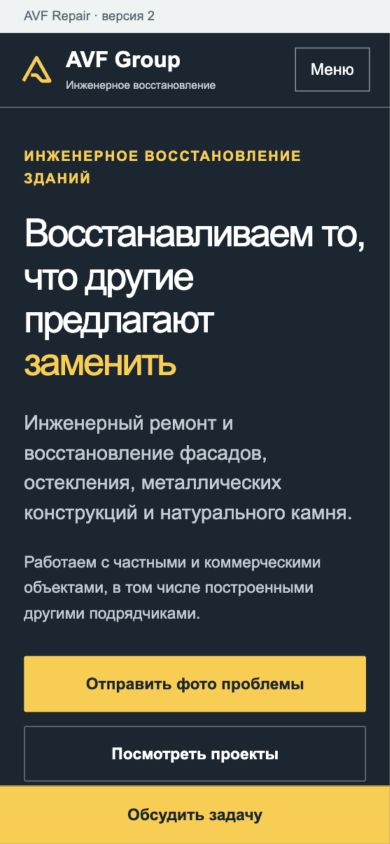 AVF Repair · версия 2
AVF Group
Инженерное восстановление
Меню
ИНЖЕНЕРНОЕ ВОССТАНОВЛЕНИЕ
ЗДАНИЙ
Восстанавливаем то,
что другие
предлагают
заменить
Инженерный ремонт и
восстановление фасадов,
остекления, металлических
конструкций и натурального камня.
Работаем с частными и коммерческими
объектами, в том числе построенными
другими подрядчиками.
Отправить фото проблемы
Посмотреть проекты
Обсудить задачу